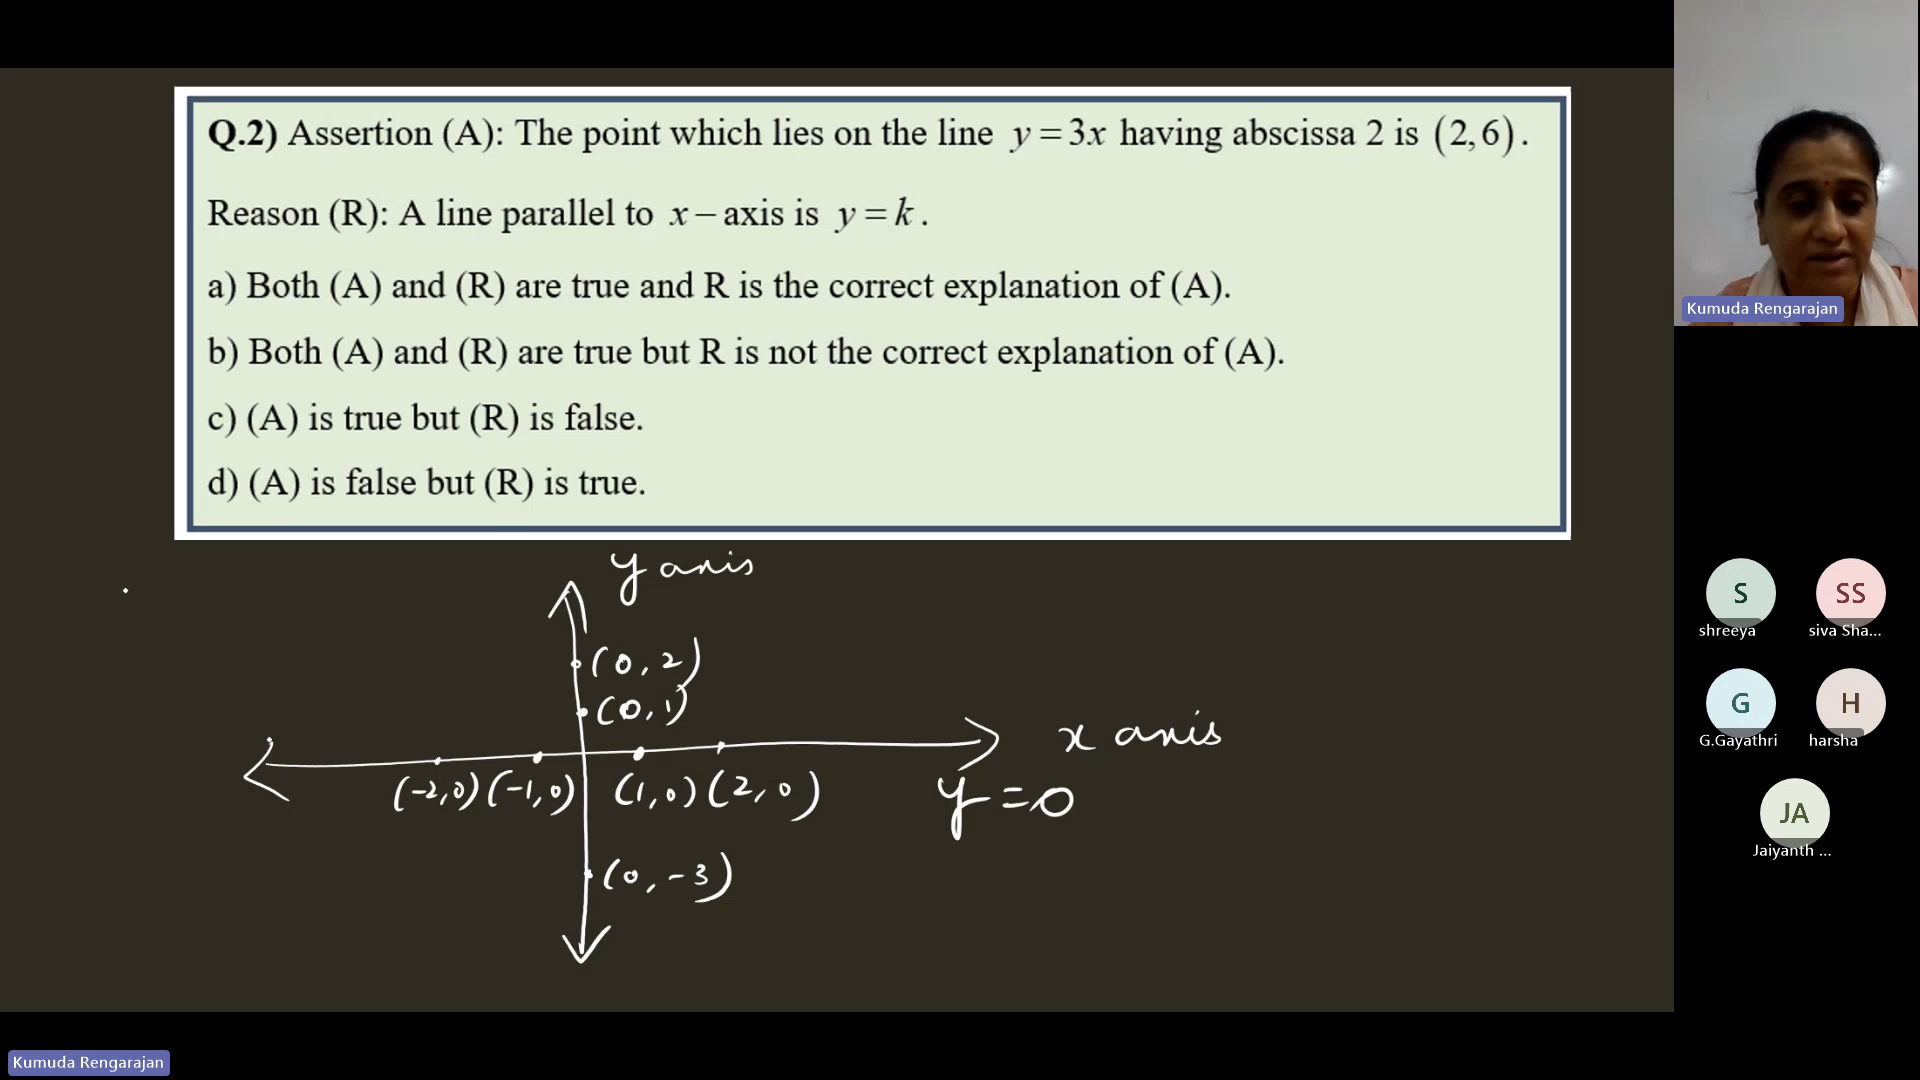 Q.2) Assertion (A): The point which lies on the line y = 3x having abscissa 2 is (2,6).
Reason (R): A line parallel to x – axis is y = k.
a) Both (A) and (R) are true and R is the correct explanation of (A).
b) Both (A) and (R) are true but R is not the correct explanation of (A).
c) (A) is true but (R) is false.
d) (A) is false but (R) is true.
y axis
(0, 2)
(0, 1)
x axis
(-2,0) (-1,0) (1,0) (2,0)
y=0
(0, -3)
Kumuda Rengarajan
S
shreeya
SS
siva Sha...
G
G.Gayathri
H
harsha
JA
Jaiyanth ...
Kumuda Rengarajan